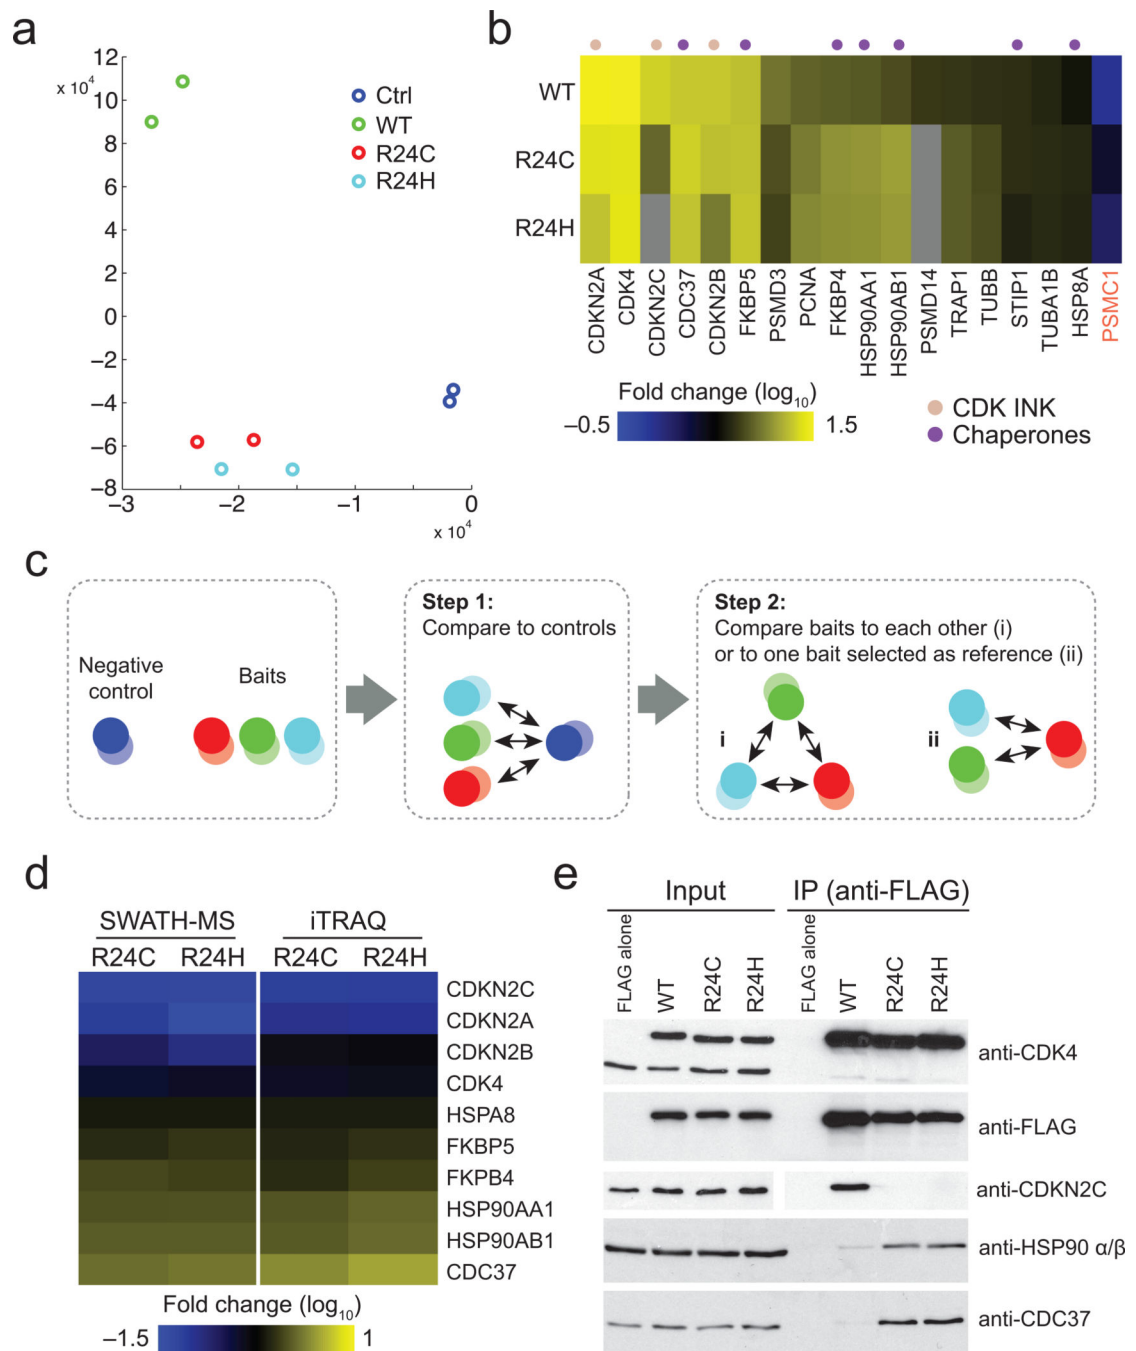 a
12
x 10⁴
10
8
6
4
2
0
−2
−4
−6
−8
−3
−2
−1
0
x 10⁴
Ctrl
WT
R24C
R24H
b
WT
R24C
R24H
CDKN2A
CDK4
CDKN2C
CDC37
CDKN2B
FKBP5
PSMD3
PCNA
FKBP4
HSP90AA1
HSP90AB1
PSMD14
TRAP1
TUBB
STIP1
TUBA1B
HSP8A
PSMC1
Fold change (log₁₀)
−0.5
1.5
CDK INK
Chaperones
c
Negative
control
Baits
Step 1:
Compare to controls
Step 2:
Compare baits to each other (i)
or to one bait selected as reference (ii)
i
ii
d
SWATH-MS
iTRAQ
R24C R24H R24C R24H
CDKN2C
CDKN2A
CDKN2B
CDK4
HSPA8
FKBP5
FKPB4
HSP90AA1
HSP90AB1
CDC37
Fold change (log₁₀)
−1.5
1
e
Input
IP (anti-FLAG)
FLAG alone
WT
R24C
R24H
FLAG alone
WT
R24C
R24H
anti-CDK4
anti-FLAG
anti-CDKN2C
anti-HSP90 α/β
anti-CDC37